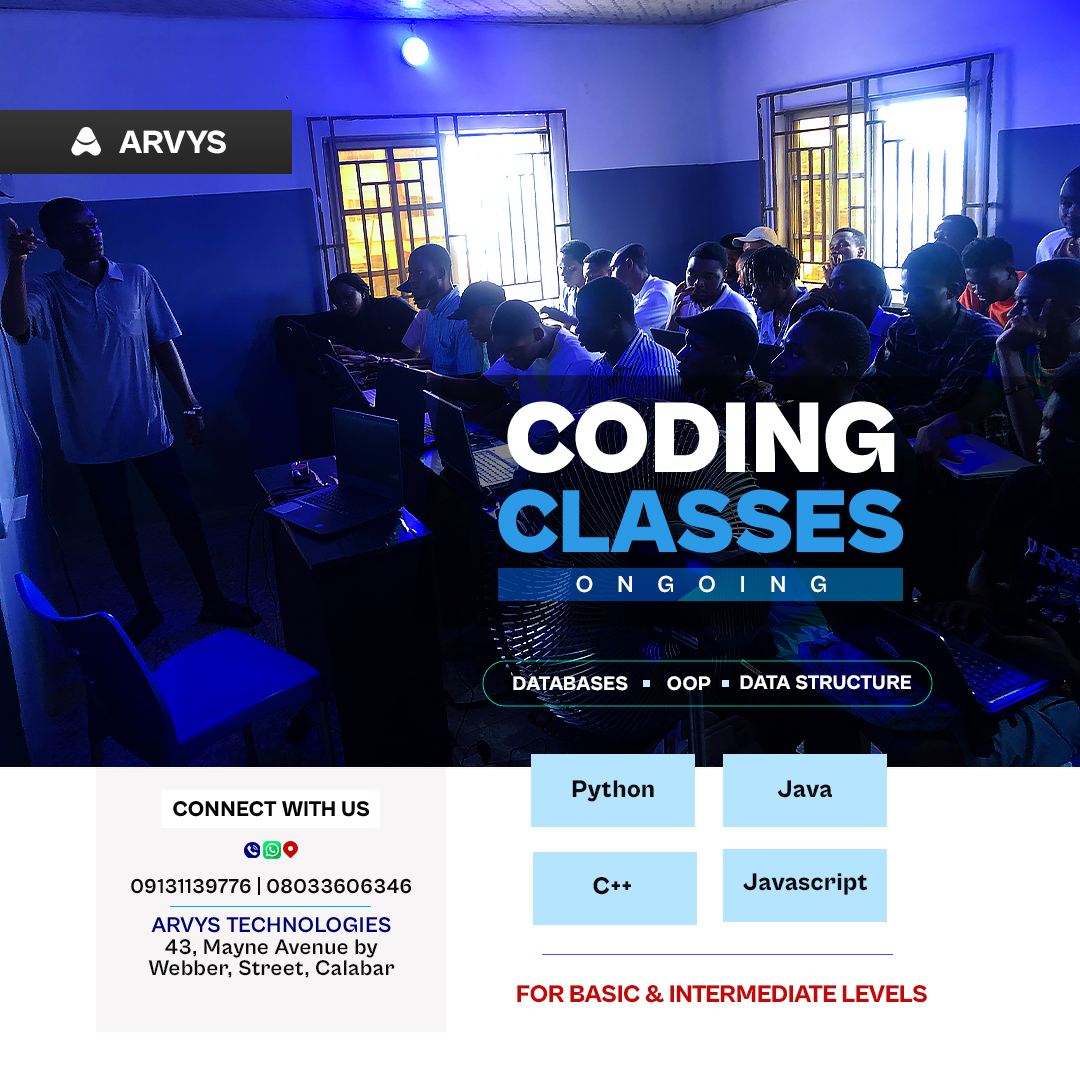 ARVYS
CODING
CLASSES
ONGOING
DATABASES ▪ OOP ▪ DATA STRUCTURE
Python
Java
C++
Javascript
FOR BASIC & INTERMEDIATE LEVELS
CONNECT WITH US
09131139776 | 08033606346
ARVYS TECHNOLOGIES
43, Mayne Avenue by
Webber, Street, Calabar